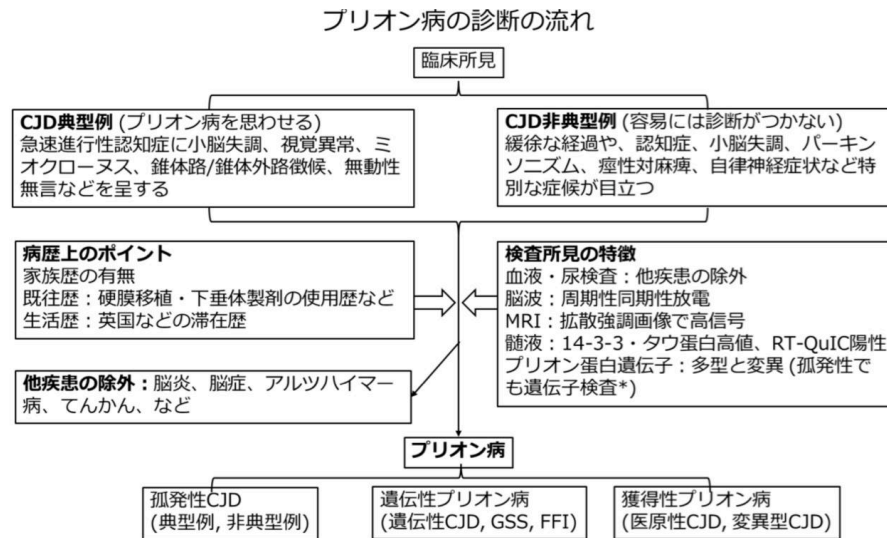 プリオン病の診断の流れ
臨床所見
CJD典型例 (プリオン病を思わせる)
急速進行性認知症に小脳失調、視覚異常、ミ
オクローヌス、錐体路/錐体外路徴候、無動性
無言などを呈する
CJD非典型例 (容易には診断がつかない)
緩徐な経過や、認知症、小脳失調、パーキン
ソニズム、痙性対麻痺、自律神経症状など特
別な症候が目立つ
病歴上のポイント
家族歴の有無
既往歴：硬膜移植・下垂体製剤の使用歴など
生活歴：英国などの滞在歴
検査所見の特徴
血液・尿検査：他疾患の除外
脳波：周期性同期性放電
MRI：拡散強調画像で高信号
髄液：14-3-3・タウ蛋白高値、RT-QuIC陽性
プリオン蛋白遺伝子：多型と変異 (孤発性で
も遺伝子検査*)
他疾患の除外：脳炎、脳症、アルツハイマー
病、てんかん、など
プリオン病
孤発性CJD
(典型例, 非典型例)
遺伝性プリオン病
(遺伝性CJD, GSS, FFI)
獲得性プリオン病
(医原性CJD, 変異型CJD)